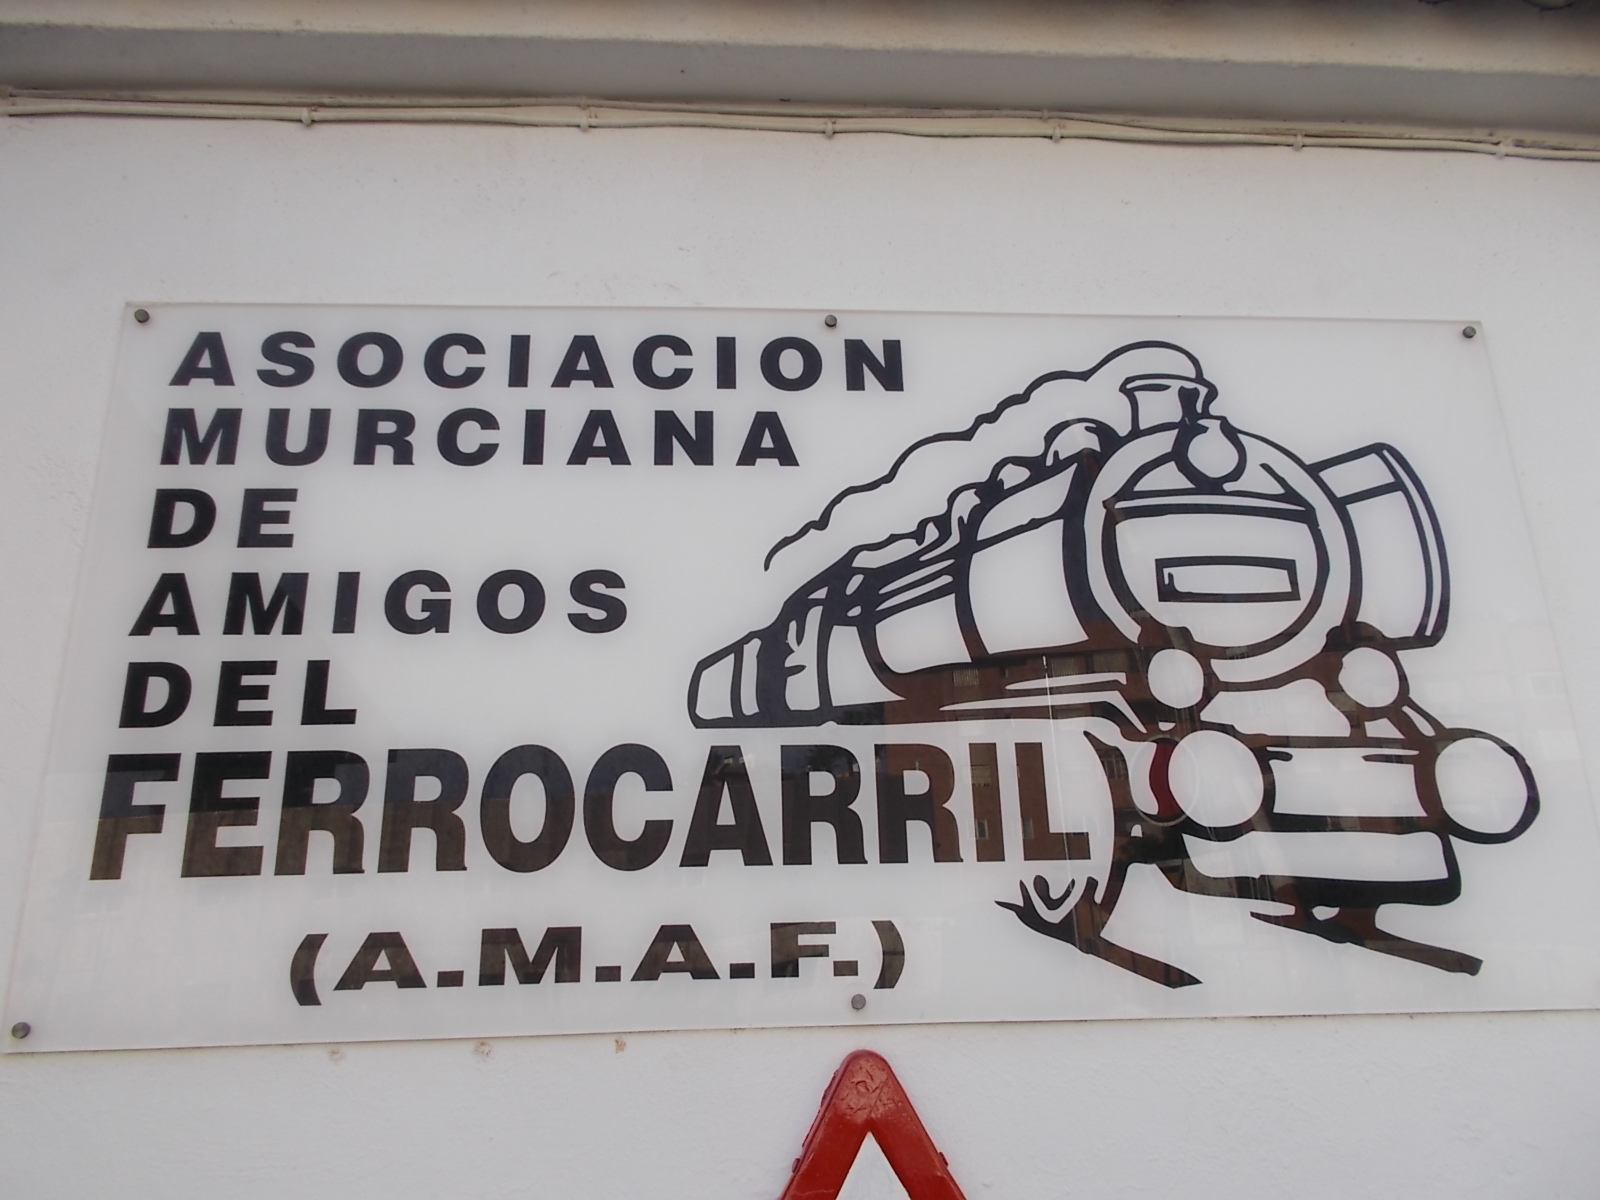 ASOCIACION
MURCIANA
DE
AMIGOS
DEL
FERROCARRIL
(A.M.A.F.)